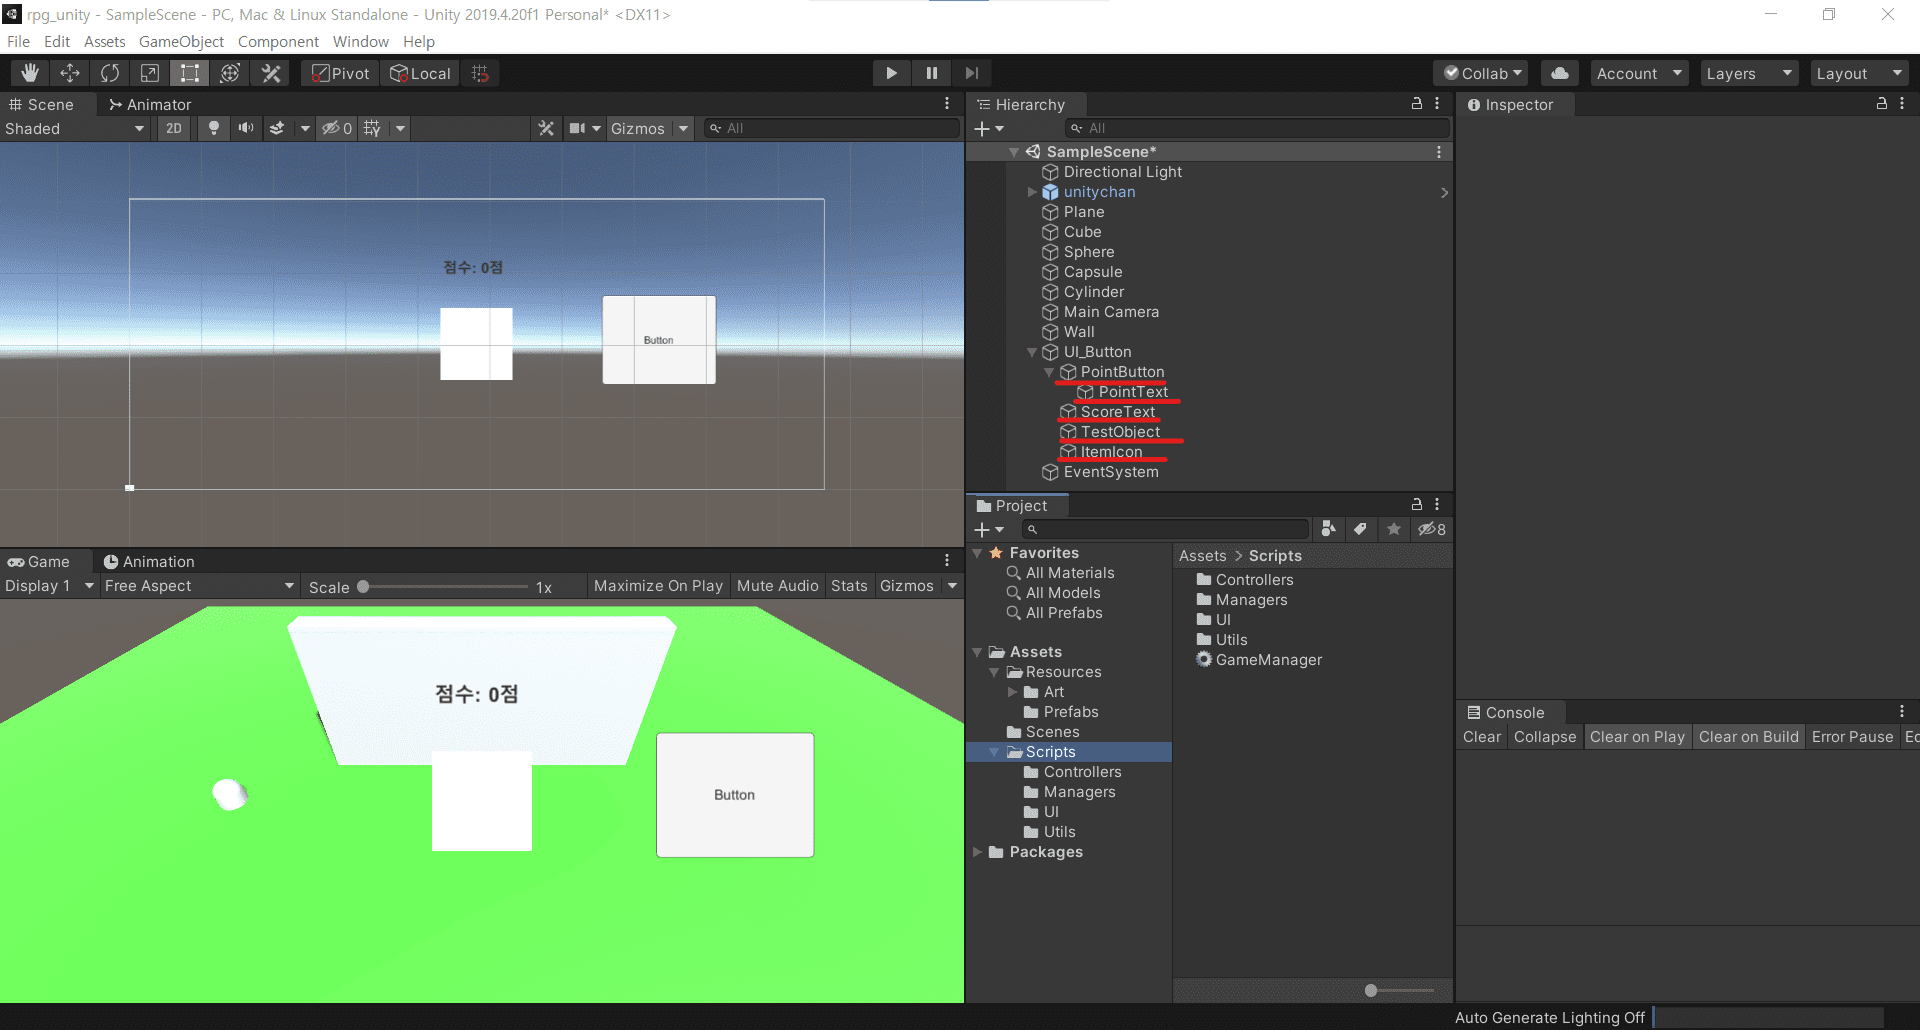 rpg_unity - SampleScene - PC, Mac & Linux Standalone - Unity 2019.4.20f1 Personal* <DX11>
File Edit Assets GameObject Component Window Help
Pivot Local Collab Account Layers Layout
Scene Animator
Shaded 2D 0 Gizmos All
점수: 0점
Button
Game Animation
Display 1 Free Aspect Scale 1x Maximize On Play Mute Audio Stats Gizmos
점수: 0점
Button
Hierarchy
All
SampleScene*
Directional Light
unitychan
Plane
Cube
Sphere
Capsule
Cylinder
Main Camera
Wall
UI_Button
PointButton
PointText
ScoreText
TestObject
ItemIcon
EventSystem
Project
8
Favorites
All Materials
All Models
All Prefabs
Assets
Resources
Art
Prefabs
Scenes
Scripts
Controllers
Managers
UI
Utils
Packages
Assets > Scripts
Controllers
Managers
UI
Utils
GameManager
Inspector
Console
Clear Collapse Clear on Play Clear on Build Error Pause Ed
Auto Generate Lighting Off